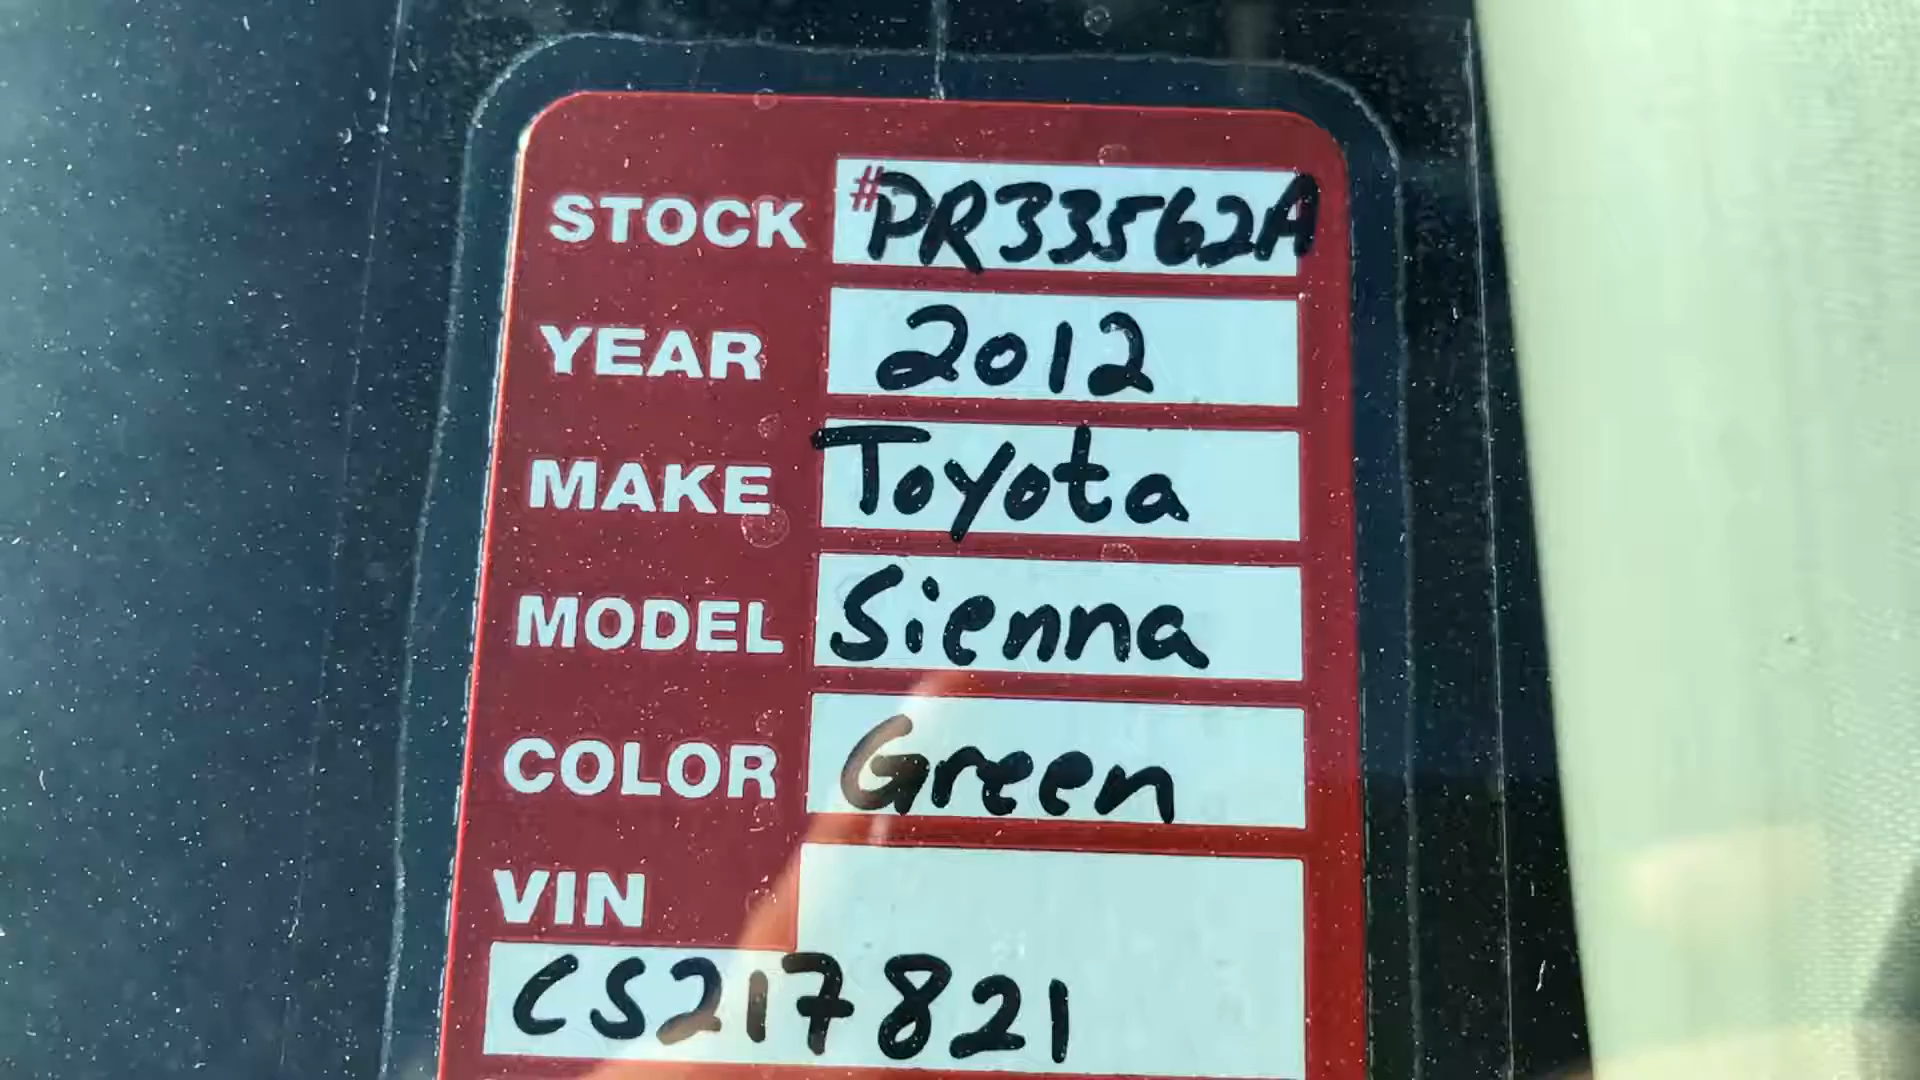 STOCK #PR33562A
YEAR 2012
MAKE Toyota
MODEL Sienna
COLOR Green
VIN
CS217821